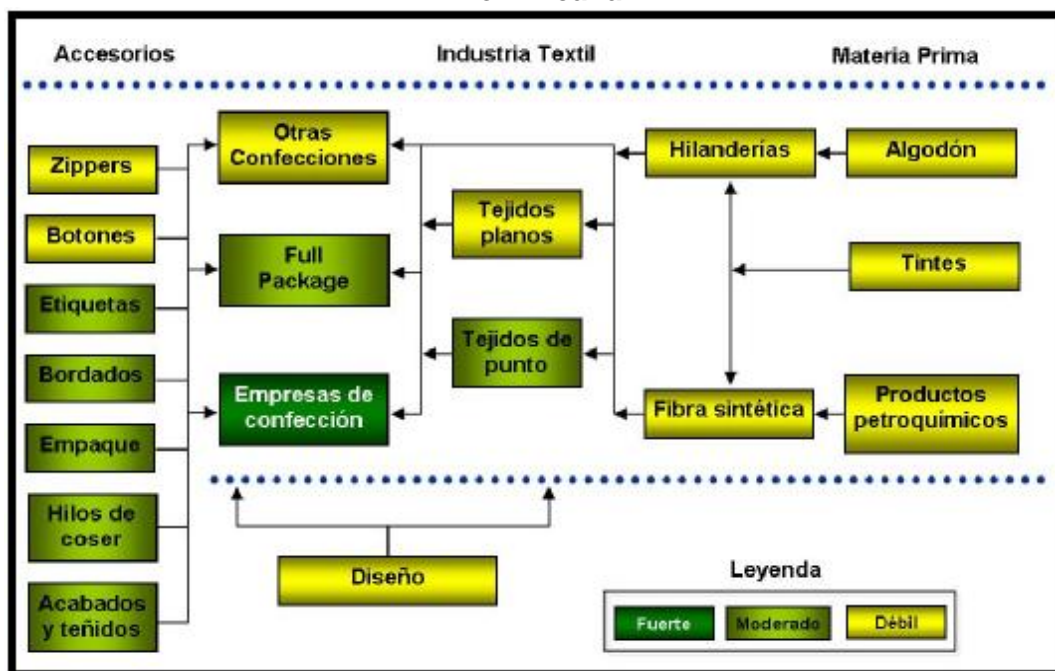 Accesorios
Industria Textil
Materia Prima
Zippers
Botones
Etiquetas
Bordados
Empaque
Hilos de
coser
Acabados
y teñidos
Otras
Confecciones
Full
Package
Empresas de
confección
Tejidos
planos
Tejidos de
punto
Hilanderías
Fibra sintética
Algodón
Tintes
Productos
petroquímicos
Diseño
Leyenda
Fuerte
Moderado
Débil